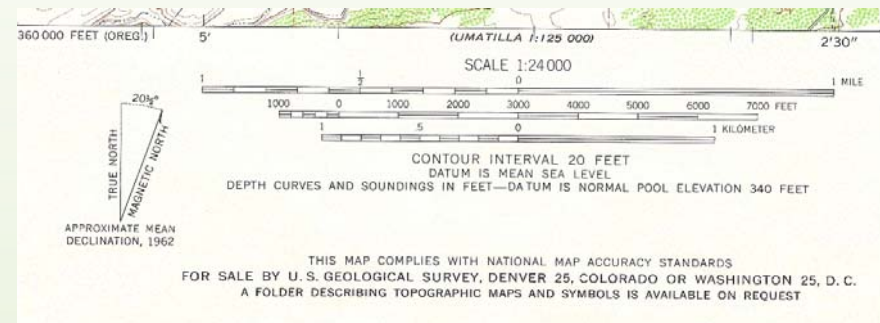 360 000 FEET (OREG.) 5' (UMATILLA 1:125 000) 2'30"
SCALE 1:24 000
1 ½ 0 1 MILE
1000 0 1000 2000 3000 4000 5000 6000 7000 FEET
1 .5 0 1 KILOMETER
CONTOUR INTERVAL 20 FEET
DATUM IS MEAN SEA LEVEL
DEPTH CURVES AND SOUNDINGS IN FEET—DATUM IS NORMAL POOL ELEVATION 340 FEET
20½°
TRUE NORTH
MAGNETIC NORTH
APPROXIMATE MEAN
DECLINATION, 1962
THIS MAP COMPLIES WITH NATIONAL MAP ACCURACY STANDARDS
FOR SALE BY U. S. GEOLOGICAL SURVEY, DENVER 25, COLORADO OR WASHINGTON 25, D. C.
A FOLDER DESCRIBING TOPOGRAPHIC MAPS AND SYMBOLS IS AVAILABLE ON REQUEST